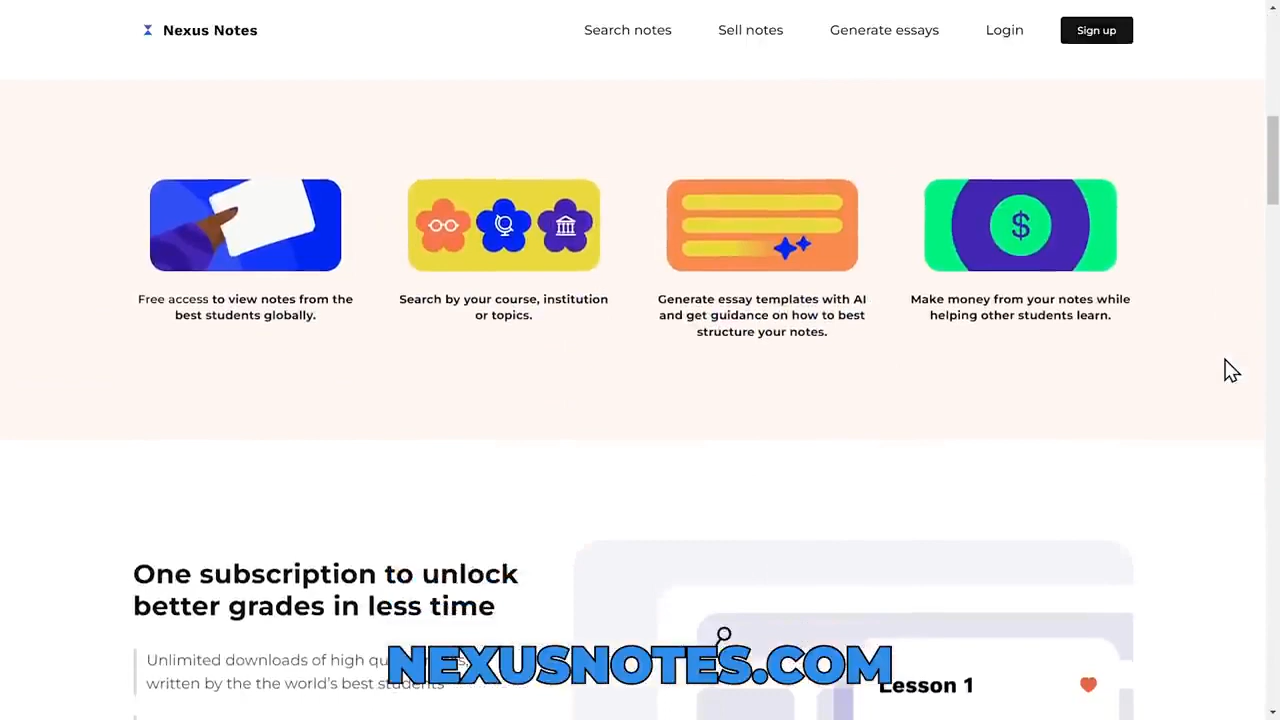 Nexus Notes
Search notes
Sell notes
Generate essays
Login
Sign up
$
Free access to view notes from the
best students globally.
Search by your course, institution
or topics.
Generate essay templates with AI
and get guidance on how to best
structure your notes.
Make money from your notes while
helping other students learn.
One subscription to unlock
better grades in less time
Unlimited downloads of high
written by the the world's best students
NEXUSNOTES.COM
Lesson 1